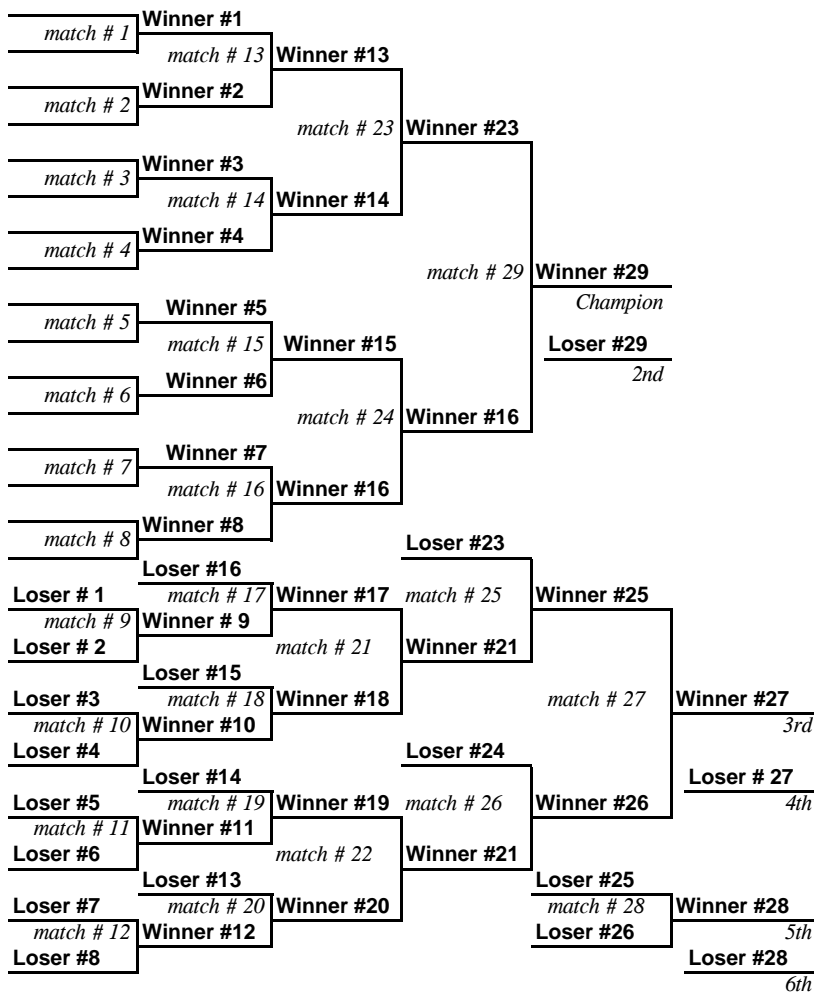 Winner #1
match # 1
match # 13 Winner #13
Winner #2
match # 2
match # 23 Winner #23
Winner #3
match # 3
match # 14 Winner #14
Winner #4
match # 4
match # 29 Winner #29
Champion
Winner #5
match # 5
match # 15 Winner #15
Loser #29
2nd
Winner #6
match # 6
match # 24 Winner #16
Winner #7
match # 7
match # 16 Winner #16
Winner #8
match # 8
Loser #23
Loser #16
Loser # 1
match # 17 Winner #17
match # 25 Winner #25
match # 9 Winner # 9
Loser # 2
match # 21 Winner #21
Loser #15
Loser #3
match # 18 Winner #18
match # 27 Winner #27
3rd
match # 10 Winner #10
Loser #4
Loser #24
Loser #14
Loser # 27
4th
Loser #5
match # 19 Winner #19
match # 26 Winner #26
match # 11 Winner #11
Loser #6
match # 22 Winner #21
Loser #13
Loser #25
Loser #7
match # 20 Winner #20
match # 28 Winner #28
5th
match # 12 Winner #12
Loser #26
Loser #8
Loser #28
6th